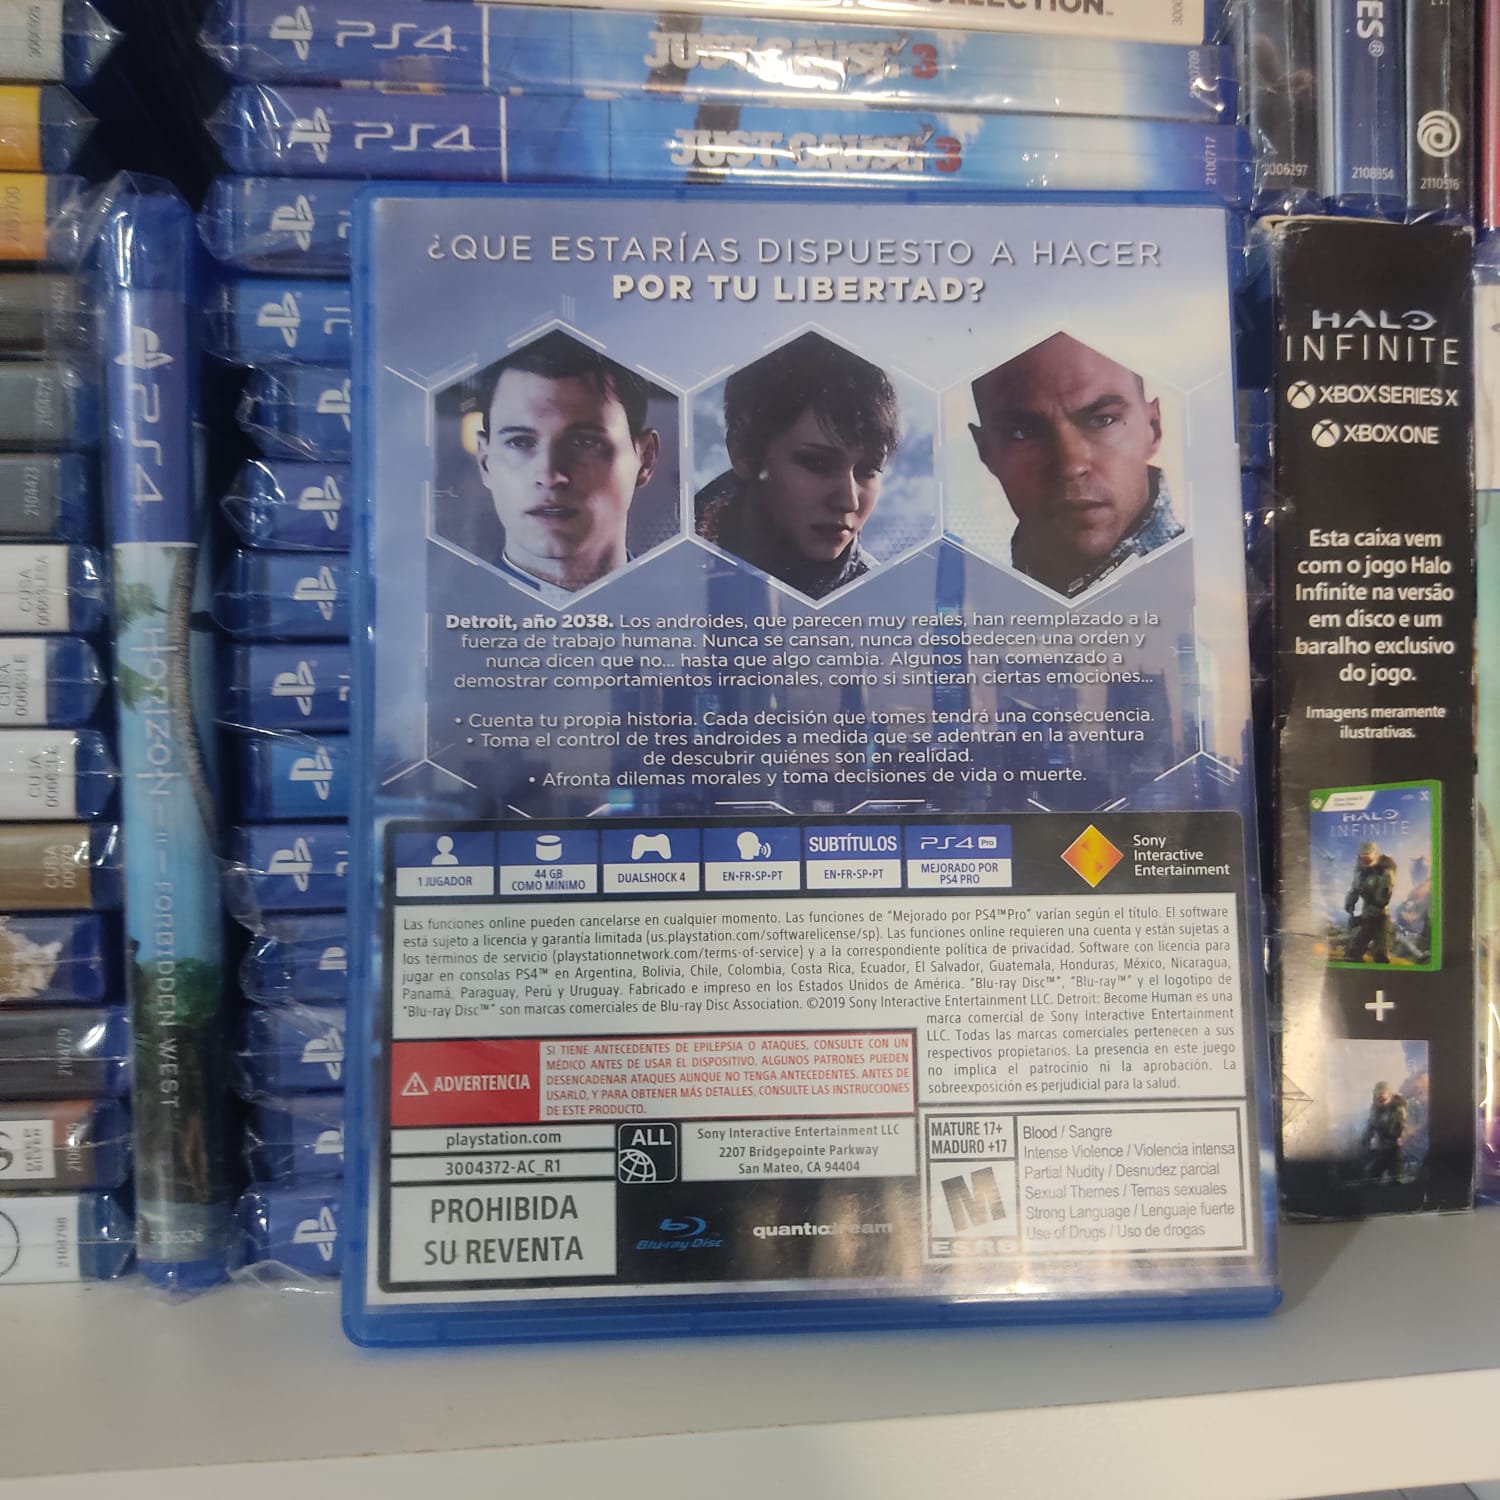 COLLECTION
PS4
JUST CAUSE 3
PS4
JUST CAUSE 3
2100717
3006297
2108854
PS4
HORIZON
FORBIDDEN WEST
2104423
CUSA
00663LE
CUSA
¿QUE ESTARÍAS DISPUESTO A HACER
POR TU LIBERTAD?
Detroit, año 2038. Los androides, que parecen muy reales, han reemplazado a la
fuerza de trabajo humana. Nunca se cansan, nunca desobedecen una orden y
nunca dicen que no... hasta que algo cambia. Algunos han comenzado a
demostrar comportamientos irracionales, como si sintieran ciertas emociones...
• Cuenta tu propia historia. Cada decisión que tomes tendrá una consecuencia.
• Toma el control de tres androides a medida que se adentran en la aventura
de descubrir quiénes son en realidad.
• Afronta dilemas morales y toma decisiones de vida o muerte.
1 JUGADOR
44 GB
COMO MÍNIMO
DUALSHOCK 4
EN•FR•SP•PT
SUBTÍTULOS
EN•FR•SP•PT
PS4 Pro
MEJORADO POR
PS4 PRO
Sony
Interactive
Entertainment
Las funciones online pueden cancelarse en cualquier momento. Las funciones de "Mejorado por PS4™Pro" varían según el título. El software
está sujeto a licencia y garantía limitada (us.playstation.com/softwarelicense/sp). Las funciones online requieren una cuenta y están sujetas a
los términos de servicio (playstationnetwork.com/terms-of-service) y a la correspondiente política de privacidad. Software con licencia para
jugar en consolas PS4™ en Argentina, Bolivia, Chile, Colombia, Costa Rica, Ecuador, El Salvador, Guatemala, Honduras, México, Nicaragua,
Panamá, Paraguay, Perú y Uruguay. Fabricado e impreso en los Estados Unidos de América. "Blu-ray Disc™", "Blu-ray™" y el logotipo de
"Blu-ray Disc™" son marcas comerciales de Blu-ray Disc Association. ©2019 Sony Interactive Entertainment LLC. Detroit: Become Human es una
marca comercial de Sony Interactive Entertainment
LLC. Todas las marcas comerciales pertenecen a sus
respectivos propietarios. La presencia en este juego
no implica el patrocinio ni la aprobación. La
sobreexposición es perjudicial para la salud.
ADVERTENCIA
SI TIENE ANTECEDENTES DE EPILEPSIA O ATAQUES, CONSULTE CON UN
MÉDICO ANTES DE USAR EL DISPOSITIVO. ALGUNOS PATRONES PUEDEN
DESENCADENAR ATAQUES AUNQUE NO TENGA ANTECEDENTES. ANTES DE
USARLO, Y PARA OBTENER MÁS DETALLES, CONSULTE LAS INSTRUCCIONES
DE ESTE PRODUCTO.
playstation.com
3004372-AC_R1
PROHIBIDA
SU REVENTA
ALL
Sony Interactive Entertainment LLC
2207 Bridgepointe Parkway
San Mateo, CA 94404
Blu-ray Disc
quanticdream
MATURE 17+
MADURO +17
M
ESRB
Blood / Sangre
Intense Violence / Violencia intensa
Partial Nudity / Desnudez parcial
Sexual Themes / Temas sexuales
Strong Language / Lenguaje fuerte
Use of Drugs / Uso de drogas
HALO
INFINITE
XBOX SERIES X
XBOX ONE
Esta caixa vem
com o jogo Halo
Infinite na versão
em disco e um
baralho exclusivo
do jogo.
Imagens meramente
ilustrativas.
HALO
INFINITE
+